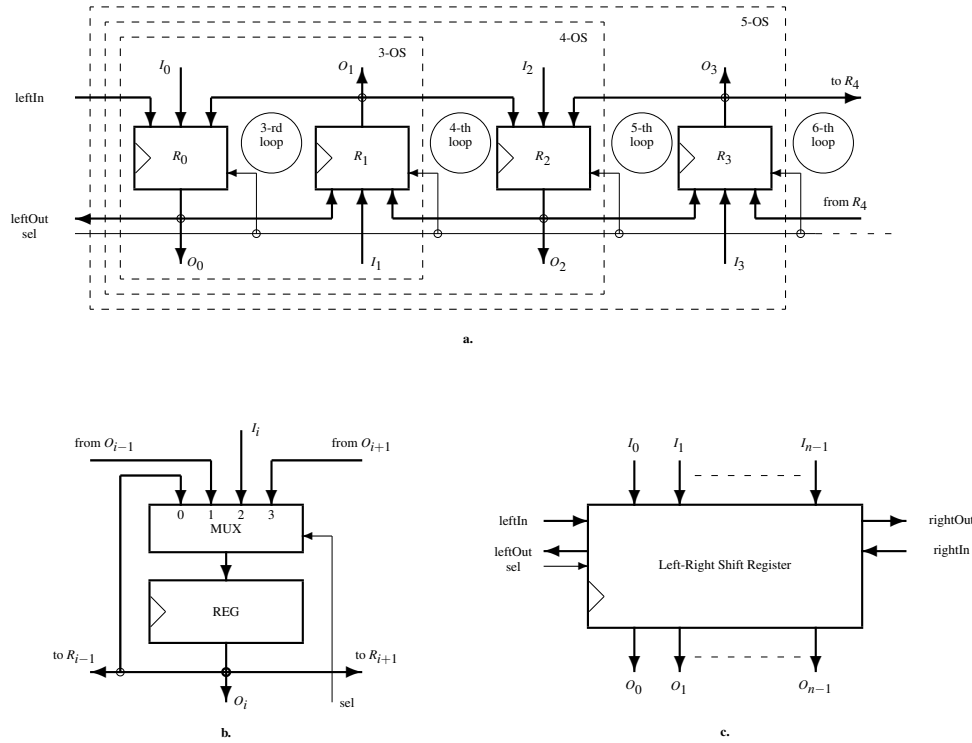 5-OS
4-OS
3-OS
I0 O1 I2 O3
leftIn
to R4
3-rd loop
4-th loop
5-th loop
6-th loop
R0 R1 R2 R3
leftOut
from R4
sel
O0 I1 O2 I3
a.
Ii
from Oi−1
from Oi+1
0 1 2 3
MUX
REG
to Ri−1
to Ri+1
Oi
sel
b.
I0 I1 In−1
leftIn
rightOut
leftOut
rightIn
sel
Left-Right Shift Register
O0 O1 On−1
c.